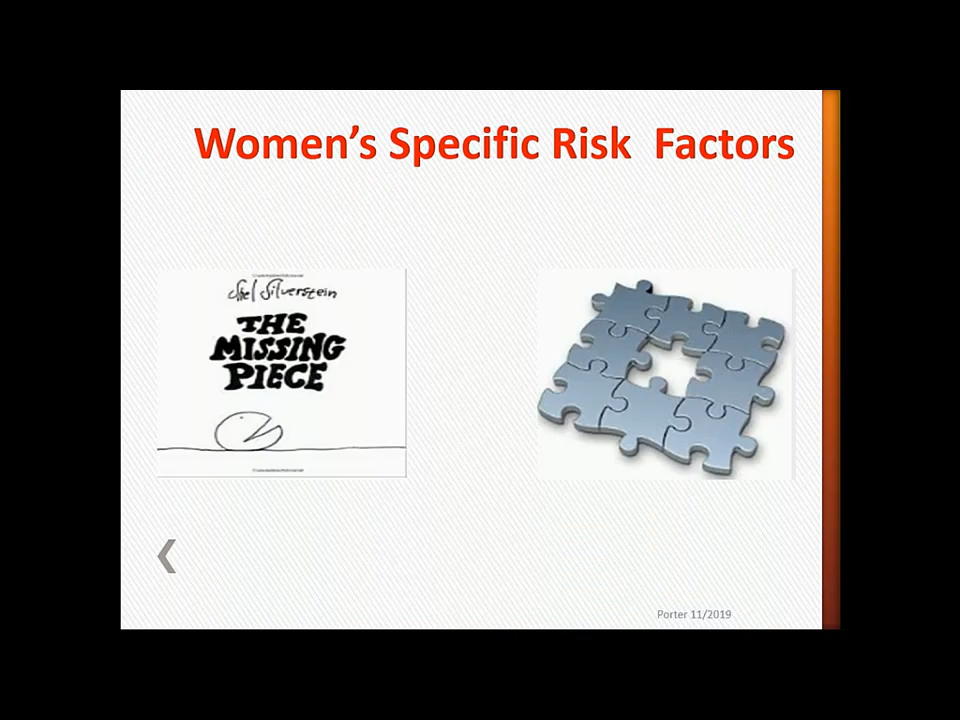 Women's Specific Risk Factors
Shel Silverstein
THE
MISSING
PIECE
Porter 11/2019